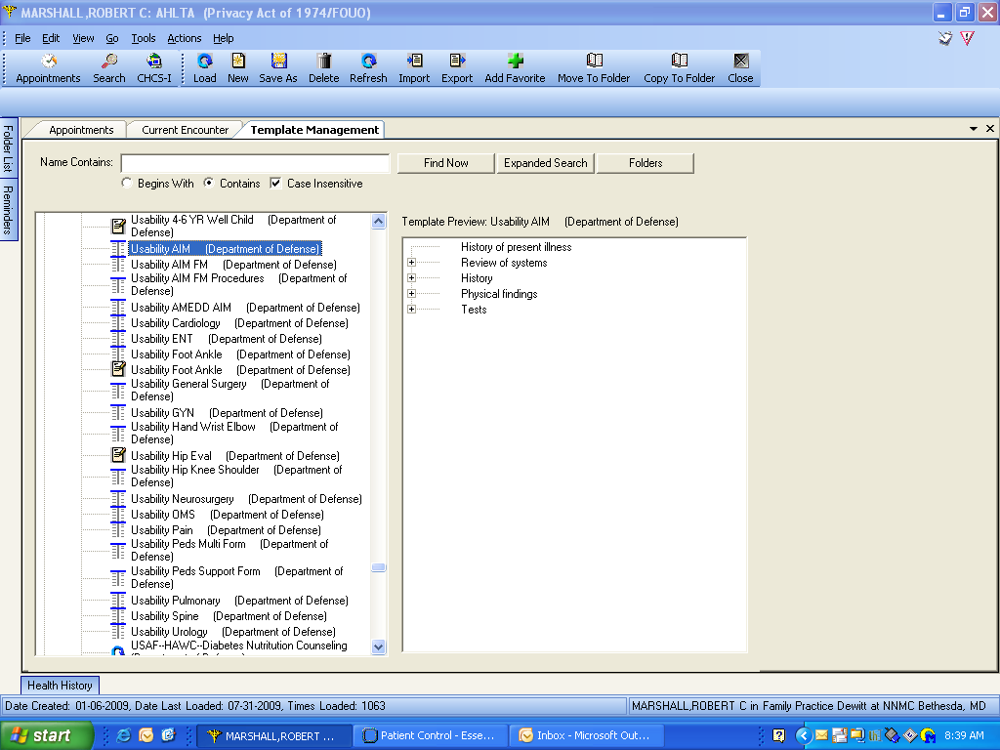 MARSHALL,ROBERT C: AHLTA (Privacy Act of 1974/FOUO)
File Edit View Go Tools Actions Help
Appointments Search CHCS-I Load New Save As Delete Refresh Import Export Add Favorite Move To Folder Copy To Folder Close
Folder List
Reminders
Appointments Current Encounter Template Management
Name Contains: Find Now Expanded Search Folders
Begins With Contains Case Insensitive
Usability 4-6 YR Well Child (Department of
Defense)
Usability AIM (Department of Defense)
Usability AIM FM (Department of Defense)
Usability AIM FM Procedures (Department of
Defense)
Usability AMEDD AIM (Department of Defense)
Usability Cardiology (Department of Defense)
Usability ENT (Department of Defense)
Usability Foot Ankle (Department of Defense)
Usability Foot Ankle (Department of Defense)
Usability General Surgery (Department of
Defense)
Usability GYN (Department of Defense)
Usability Hand Wrist Elbow (Department of
Defense)
Usability Hip Eval (Department of Defense)
Usability Hip Knee Shoulder (Department of
Defense)
Usability Neurosurgery (Department of Defense)
Usability OMS (Department of Defense)
Usability Pain (Department of Defense)
Usability Peds Multi Form (Department of
Defense)
Usability Peds Support Form (Department of
Defense)
Usability Pulmonary (Department of Defense)
Usability Spine (Department of Defense)
Usability Urology (Department of Defense)
USAF--HAWC--Diabetes Nutritution Counseling
Template Preview: Usability AIM (Department of Defense)
History of present illness
Review of systems
History
Physical findings
Tests
Health History
Date Created: 01-06-2009, Date Last Loaded: 07-31-2009, Times Loaded: 1063
MARSHALL,ROBERT C in Family Practice Dewitt at NNMC Bethesda, MD
start MARSHALL,ROBERT ... Patient Control - Esse... Inbox - Microsoft Out... 8:39 AM